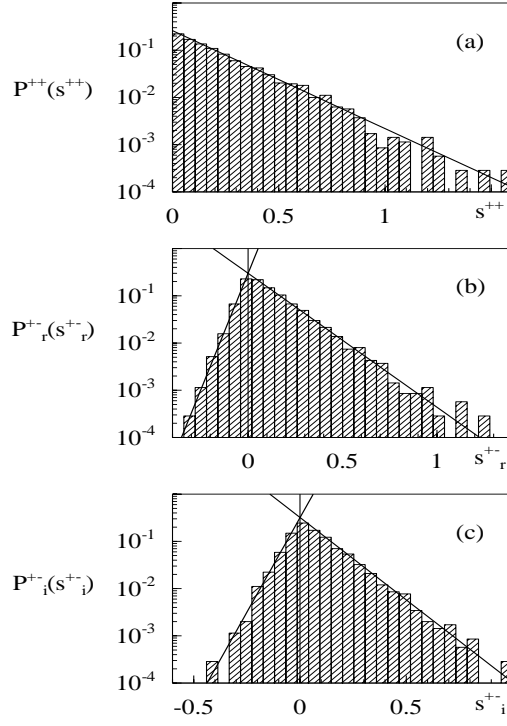 (a)
P⁺⁺(s⁺⁺)
10⁻¹
10⁻²
10⁻³
10⁻⁴
0 0.5 1 s⁺⁺
(b)
P⁺⁻ᵣ(s⁺⁻ᵣ)
10⁻¹
10⁻²
10⁻³
10⁻⁴
0 0.5 1 s⁺⁻ᵣ
(c)
P⁺⁻ᵢ(s⁺⁻ᵢ)
10⁻¹
10⁻²
10⁻³
10⁻⁴
-0.5 0 0.5 s⁺⁻ᵢ